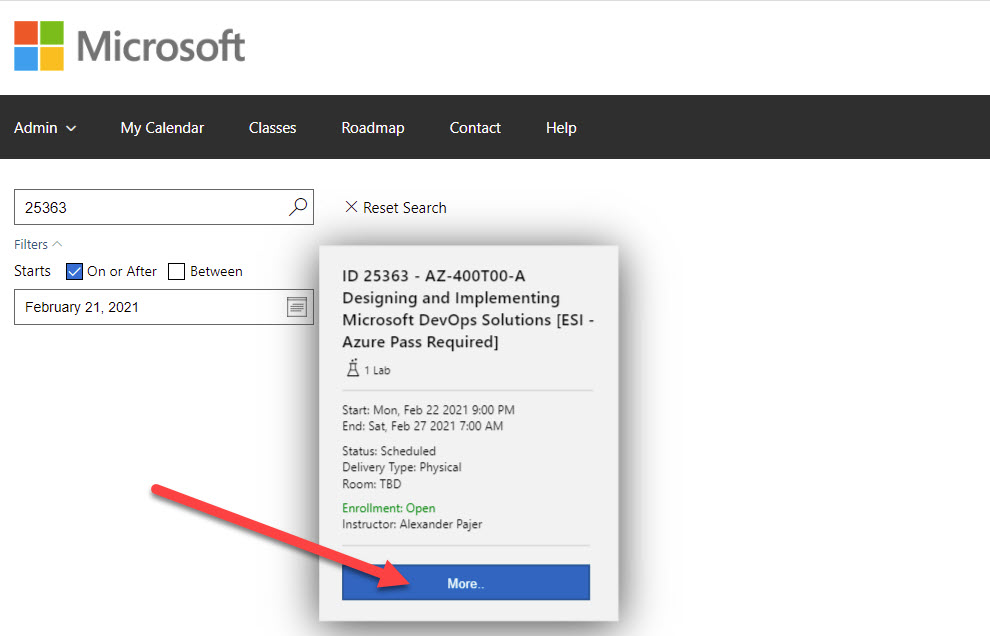 Microsoft
Admin My Calendar Classes Roadmap Contact Help
25363
Reset Search
Filters
Starts On or After Between
February 21, 2021
ID 25363 - AZ-400T00-A
Designing and Implementing
Microsoft DevOps Solutions [ESI -
Azure Pass Required]
1 Lab
Start: Mon, Feb 22 2021 9:00 PM
End: Sat, Feb 27 2021 7:00 AM
Status: Scheduled
Delivery Type: Physical
Room: TBD
Enrollment: Open
Instructor: Alexander Pajer
More..